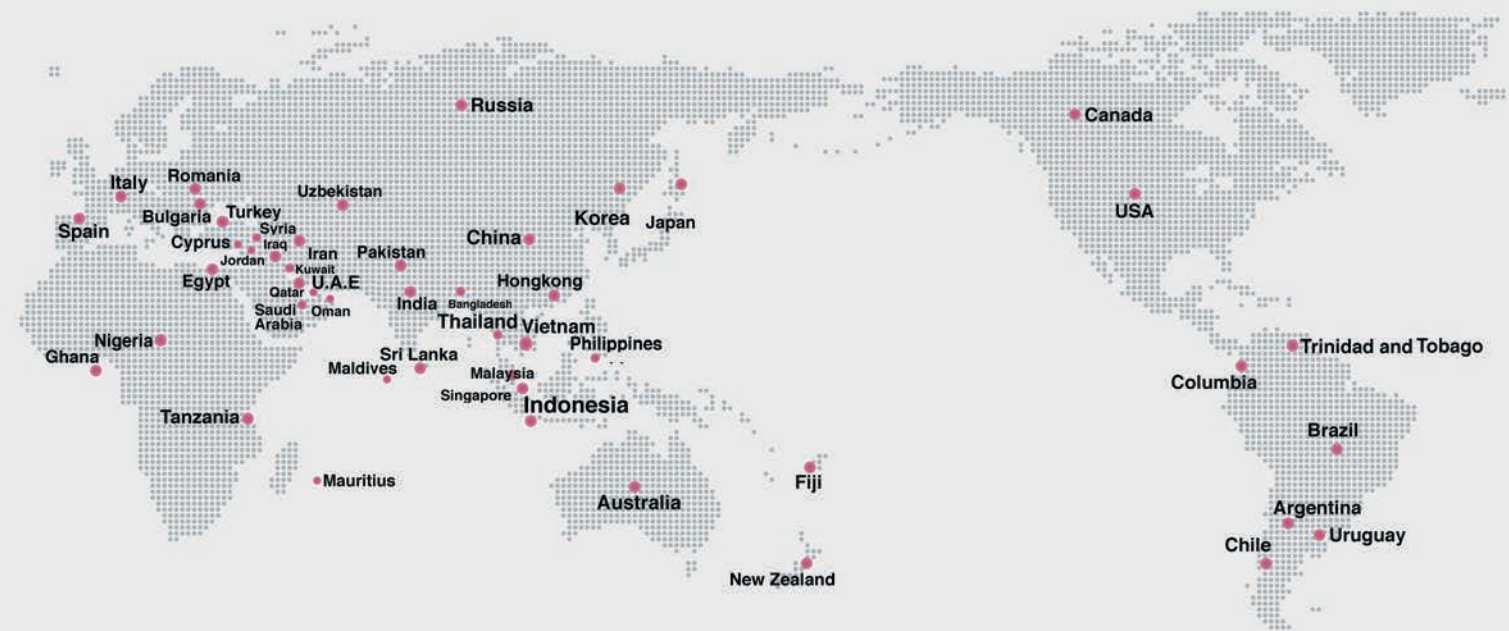 Russia
Canada
Romania
Italy
Uzbekistan
Bulgaria
Turkey
Spain
Korea
Japan
USA
Syria
Cyprus
Iraq
China
Jordan
Iran
Pakistan
Kuwait
Egypt
U.A.E
Hongkong
Qatar
India
Bangladesh
Saudi
Arabia
Oman
Thailand
Vietnam
Nigeria
Philippines
Trinidad and Tobago
Ghana
Sri Lanka
Maldives
Malaysia
Columbia
Singapore
Indonesia
Tanzania
Brazil
Mauritius
Fiji
Australia
Argentina
Uruguay
Chile
New Zealand